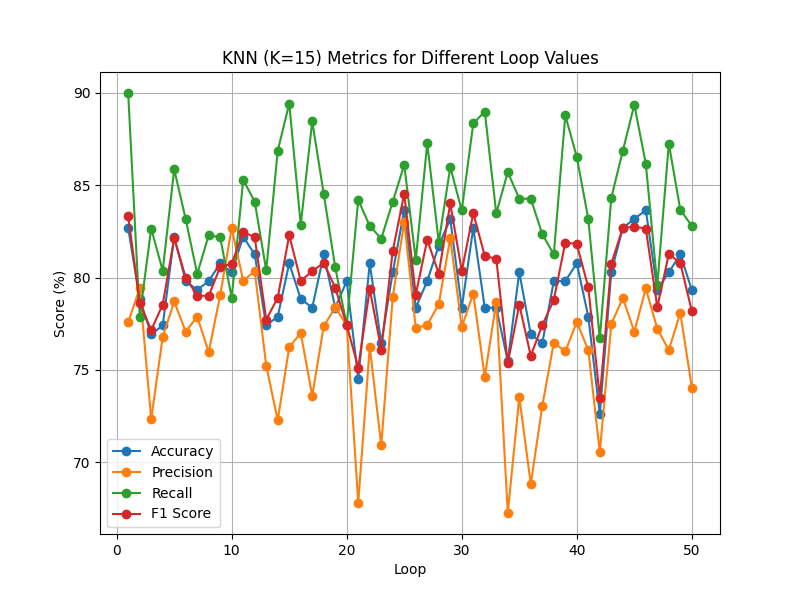 KNN (K=15) Metrics for Different Loop Values
Score (%)
90
85
80
75
70
Accuracy
Precision
Recall
F1 Score
0 10 20 30 40 50
Loop